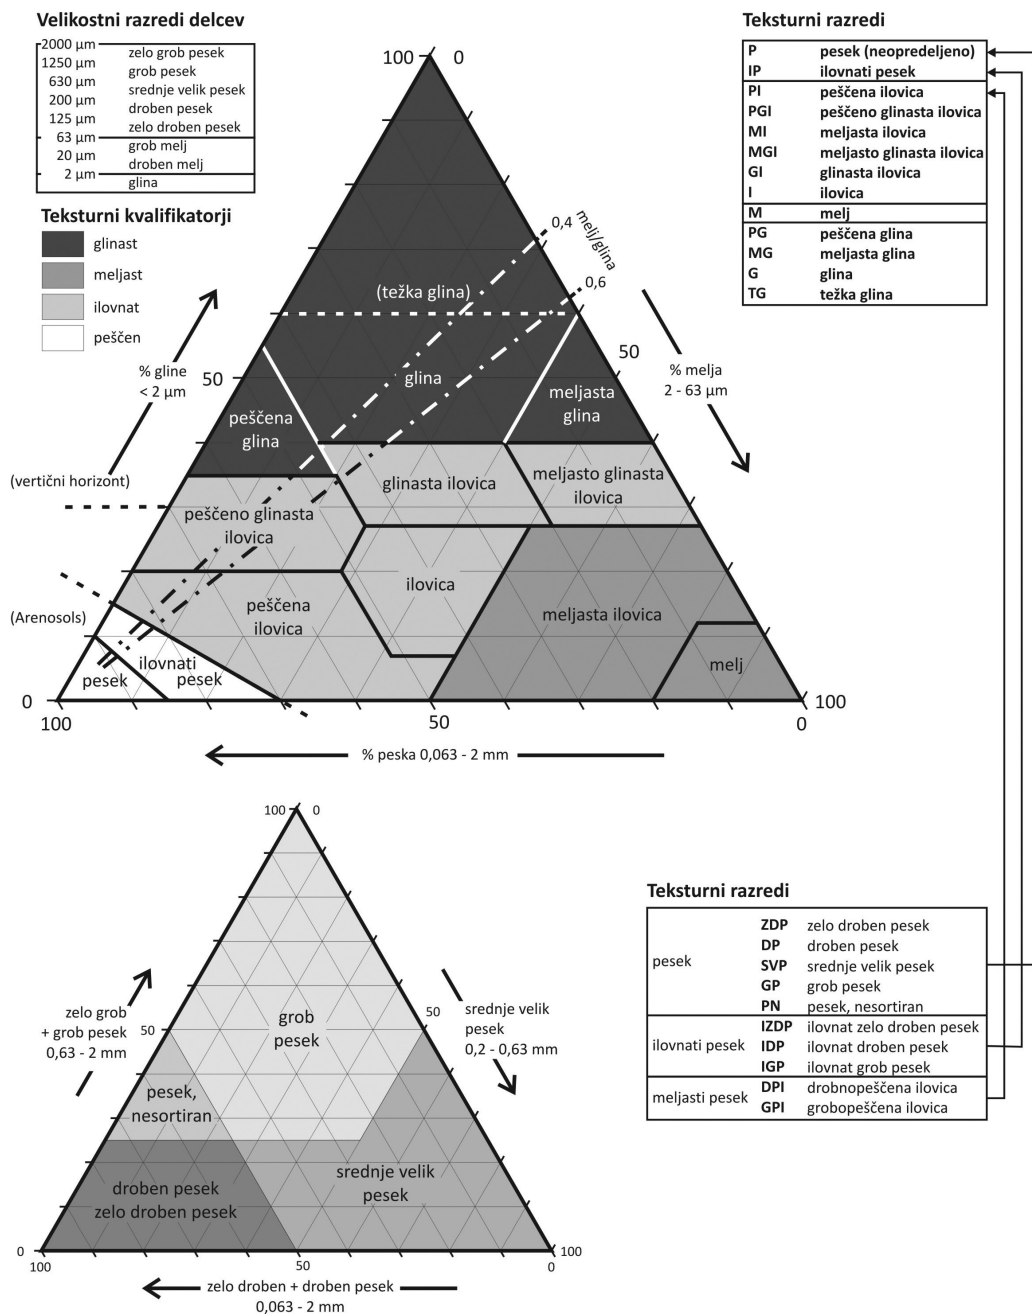 Velikostni razredi delcev
2000 µm
zelo grob pesek
1250 µm
grob pesek
630 µm
srednje velik pesek
200 µm
droben pesek
125 µm
zelo droben pesek
63 µm
grob melj
20 µm
droben melj
2 µm
glina
Teksturni kvalifikatorji
glinast
meljast
ilovnat
peščen
Teksturni razredi
P pesek (neopredeljeno)
IP ilovnati pesek
PI peščena ilovica
PGI peščeno glinasta ilovica
MI meljasta ilovica
MGI meljasto glinasta ilovica
GI glinasta ilovica
I ilovica
M melj
PG peščena glina
MG meljasta glina
G glina
TG težka glina
100 0
0,4
melj/glina
0,6
(težka glina)
% gline
< 2 µm
50
50
% melja
2 - 63 µm
glina
meljasta
glina
peščena
glina
(vertični horizont)
glinasta ilovica
meljasto glinasta
ilovica
peščeno glinasta
ilovica
ilovica
peščena
ilovica
meljasta ilovica
(Arenosols)
ilovnati
pesek
pesek
melj
0
100
100
50
0
% peska 0,063 - 2 mm
100 0
zelo grob
+ grob pesek
0,63 - 2 mm
50
50
srednje velik
pesek
0,2 - 0,63 mm
grob
pesek
pesek,
nesortiran
srednje velik
pesek
droben pesek
zelo droben pesek
0
100
100
50
0
zelo droben + droben pesek
0,063 - 2 mm
Teksturni razredi
pesek
ZDP zelo droben pesek
DP droben pesek
SVP srednje velik pesek
GP grob pesek
PN pesek, nesortiran
ilovnati pesek
IZDP ilovnat zelo droben pesek
IDP ilovnat droben pesek
IGP ilovnat grob pesek
meljasti pesek
DPI drobnopeščena ilovica
GPI grobopeščena ilovica